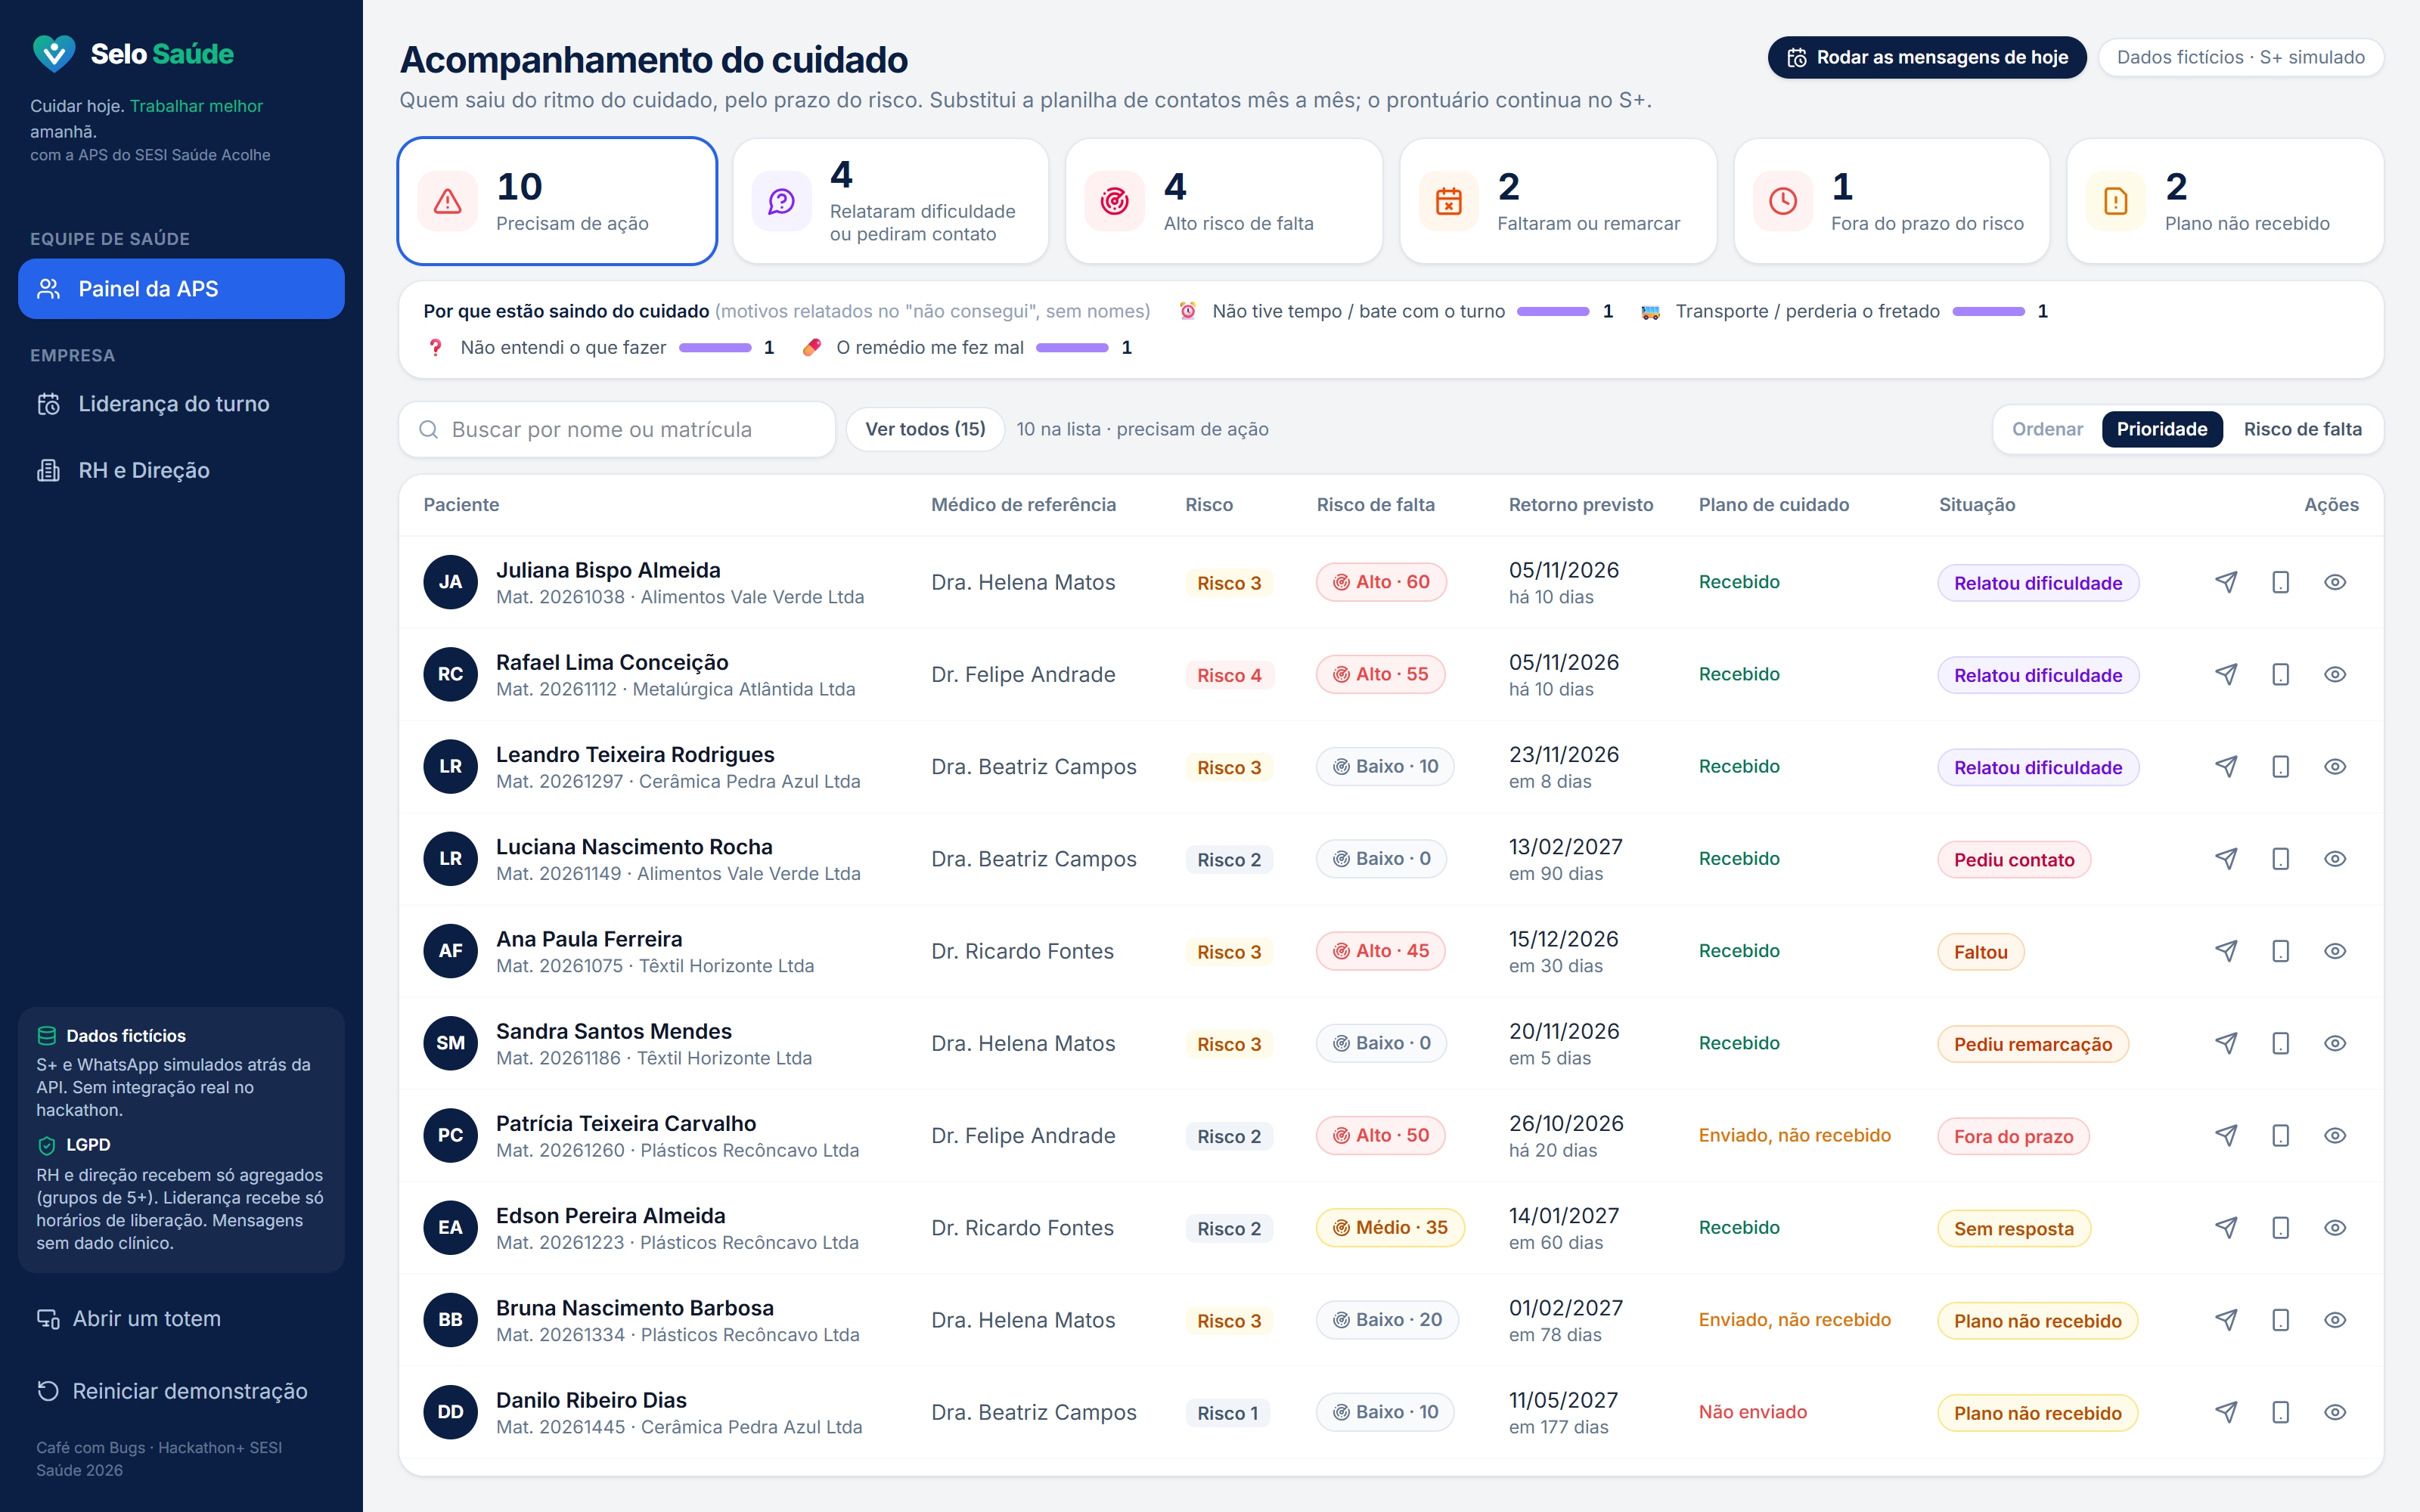 Selo Saúde
Cuidar hoje. Trabalhar melhor
amanhã.
com a APS do SESI Saúde Acolhe
EQUIPE DE SAÚDE
Painel da APS
EMPRESA
Liderança do turno
RH e Direção
Dados fictícios
S+ e WhatsApp simulados atrás da
API. Sem integração real no
hackathon.
LGPD
RH e direção recebem só agregados
(grupos de 5+). Liderança recebe só
horários de liberação. Mensagens
sem dado clínico.
Abrir um totem
Reiniciar demonstração
Café com Bugs · Hackathon+ SESI
Saúde 2026
Acompanhamento do cuidado
Quem saiu do ritmo do cuidado, pelo prazo do risco. Substitui a planilha de contatos mês a mês; o prontuário continua no S+.
Rodar as mensagens de hoje
Dados fictícios · S+ simulado
10
Precisam de ação
4
Relataram dificuldade
ou pediram contato
4
Alto risco de falta
2
Faltaram ou remarcar
1
Fora do prazo do risco
2
Plano não recebido
Por que estão saindo do cuidado (motivos relatados no "não consegui", sem nomes) Não tive tempo / bate com o turno 1 Transporte / perderia o fretado 1
Não entendi o que fazer 1 O remédio me fez mal 1
Buscar por nome ou matrícula
Ver todos (15)
10 na lista · precisam de ação
Ordenar Prioridade Risco de falta
Paciente Médico de referência Risco Risco de falta Retorno previsto Plano de cuidado Situação Ações
JA Juliana Bispo Almeida Dra. Helena Matos Risco 3 Alto · 60 05/11/2026 Recebido Relatou dificuldade
Mat. 20261038 · Alimentos Vale Verde Ltda há 10 dias
RC Rafael Lima Conceição Dr. Felipe Andrade Risco 4 Alto · 55 05/11/2026 Recebido Relatou dificuldade
Mat. 20261112 · Metalúrgica Atlântida Ltda há 10 dias
LR Leandro Teixeira Rodrigues Dra. Beatriz Campos Risco 3 Baixo · 10 23/11/2026 Recebido Relatou dificuldade
Mat. 20261297 · Cerâmica Pedra Azul Ltda em 8 dias
LR Luciana Nascimento Rocha Dra. Beatriz Campos Risco 2 Baixo · 0 13/02/2027 Recebido Pediu contato
Mat. 20261149 · Alimentos Vale Verde Ltda em 90 dias
AF Ana Paula Ferreira Dr. Ricardo Fontes Risco 3 Alto · 45 15/12/2026 Recebido Faltou
Mat. 20261075 · Têxtil Horizonte Ltda em 30 dias
SM Sandra Santos Mendes Dra. Helena Matos Risco 3 Baixo · 0 20/11/2026 Recebido Pediu remarcação
Mat. 20261186 · Têxtil Horizonte Ltda em 5 dias
PC Patrícia Teixeira Carvalho Dr. Felipe Andrade Risco 2 Alto · 50 26/10/2026 Enviado, não recebido Fora do prazo
Mat. 20261260 · Plásticos Recôncavo Ltda há 20 dias
EA Edson Pereira Almeida Dr. Ricardo Fontes Risco 2 Médio · 35 14/01/2027 Recebido Sem resposta
Mat. 20261223 · Plásticos Recôncavo Ltda em 60 dias
BB Bruna Nascimento Barbosa Dra. Helena Matos Risco 3 Baixo · 20 01/02/2027 Enviado, não recebido Plano não recebido
Mat. 20261334 · Plásticos Recôncavo Ltda em 78 dias
DD Danilo Ribeiro Dias Dra. Beatriz Campos Risco 1 Baixo · 10 11/05/2027 Não enviado Plano não recebido
Mat. 20261445 · Cerâmica Pedra Azul Ltda em 177 dias